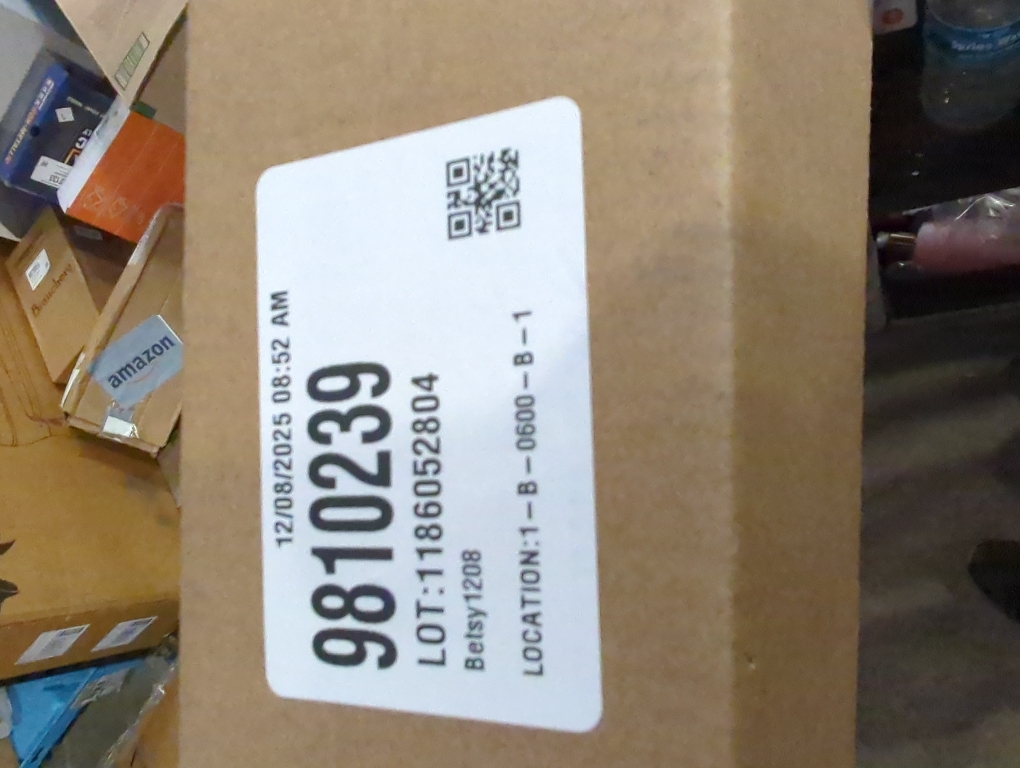 12/08/2025 08:52 AM
9810239
LOT:1186052804
Betsy1208
LOCATION:1-B-0600-B-1
amazon